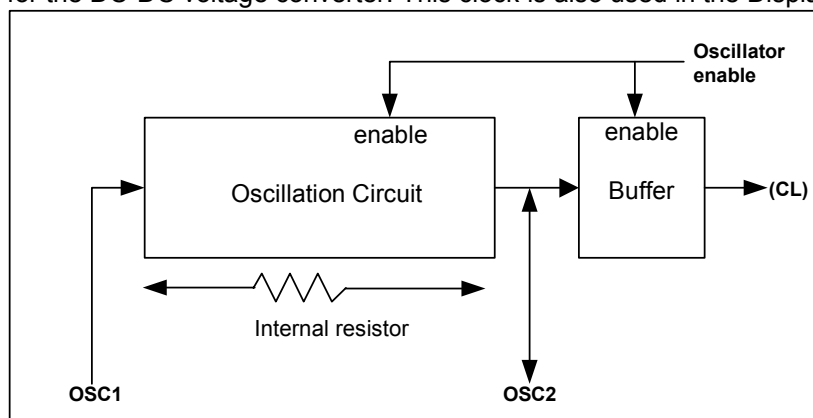 for the DC-DC voltage converter. This clock is also used in the Displa
Oscillator
enable
enable
enable
Oscillation Circuit
Buffer
(CL)
Internal resistor
OSC1
OSC2